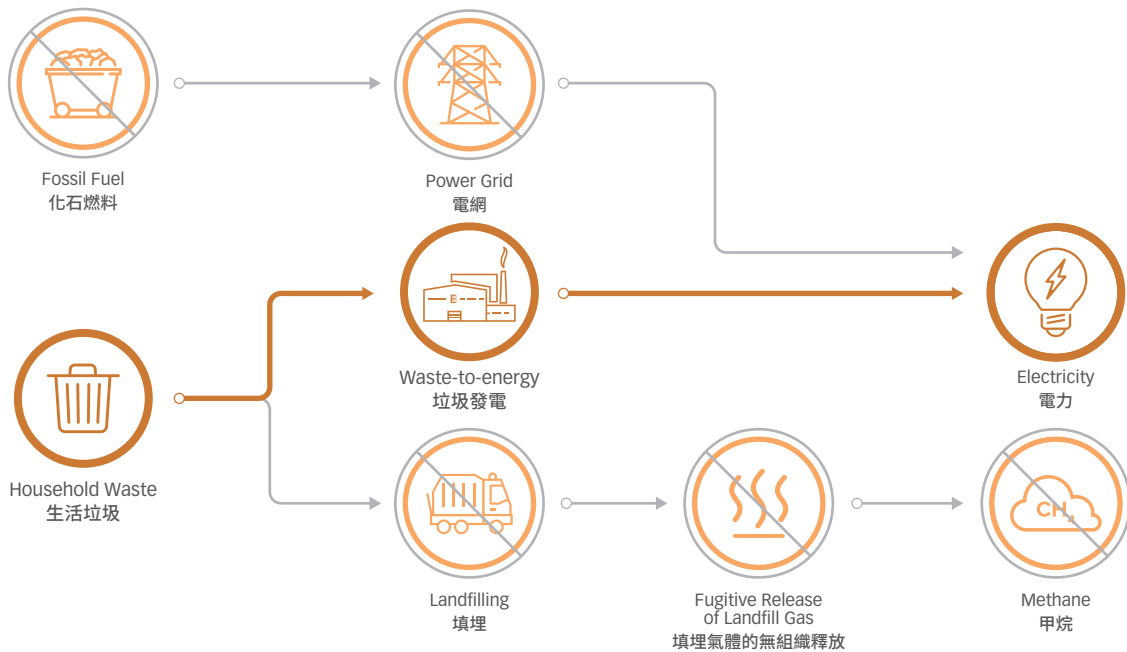 Fossil Fuel
化石燃料
Power Grid
電網
Waste-to-energy
垃圾發電
Electricity
電力
Household Waste
生活垃圾
CH4
Landfilling
填埋
Fugitive Release
of Landfill Gas
填埋氣體的無組織釋放
Methane
甲烷